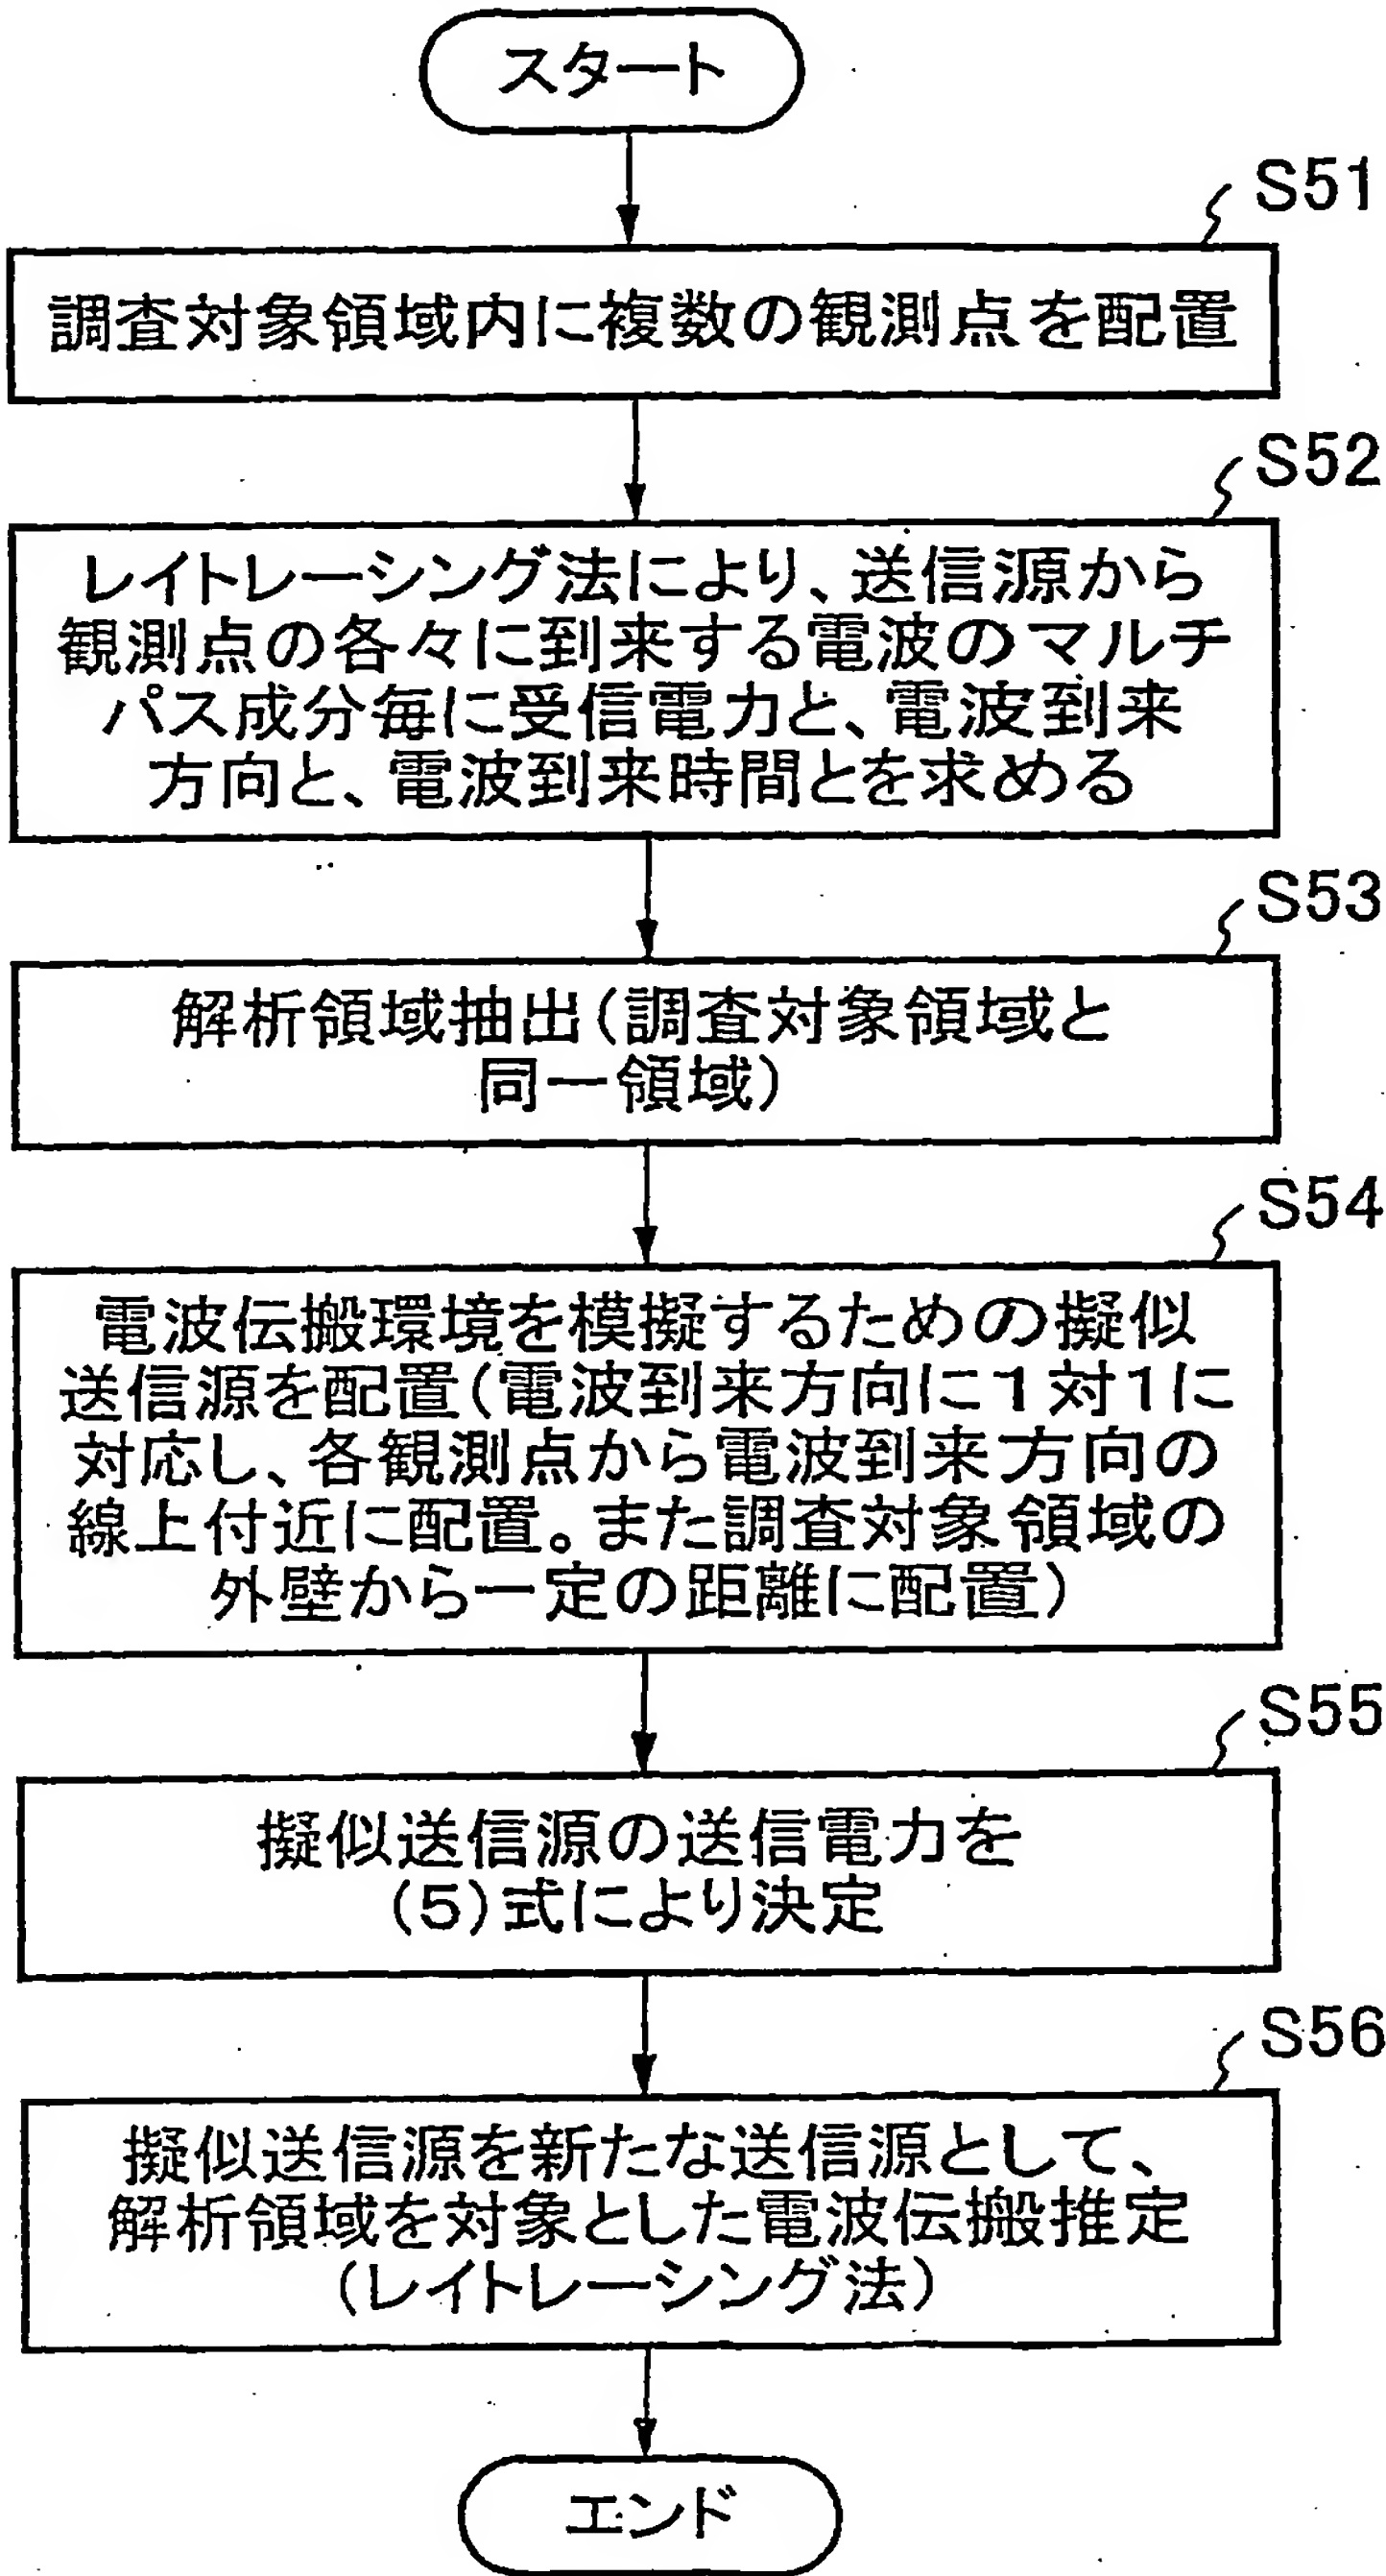 スタート
S51
調査対象領域内に複数の観測点を配置
S52
レイトレーシング法により、送信源から
観測点の各々に到来する電波のマルチ
パス成分毎に受信電力と、電波到来
方向と、電波到来時間とを求める
S53
解析領域抽出(調査対象領域と
同一領域)
S54
電波伝搬環境を模擬するための擬似
送信源を配置(電波到来方向に1対1に
対応し、各観測点から電波到来方向の
線上付近に配置。また調査対象領域の
外壁から一定の距離に配置)
S55
擬似送信源の送信電力を
(5)式により決定
S56
擬似送信源を新たな送信源として、
解析領域を対象とした電波伝搬推定
(レイトレーシング法)
エンド